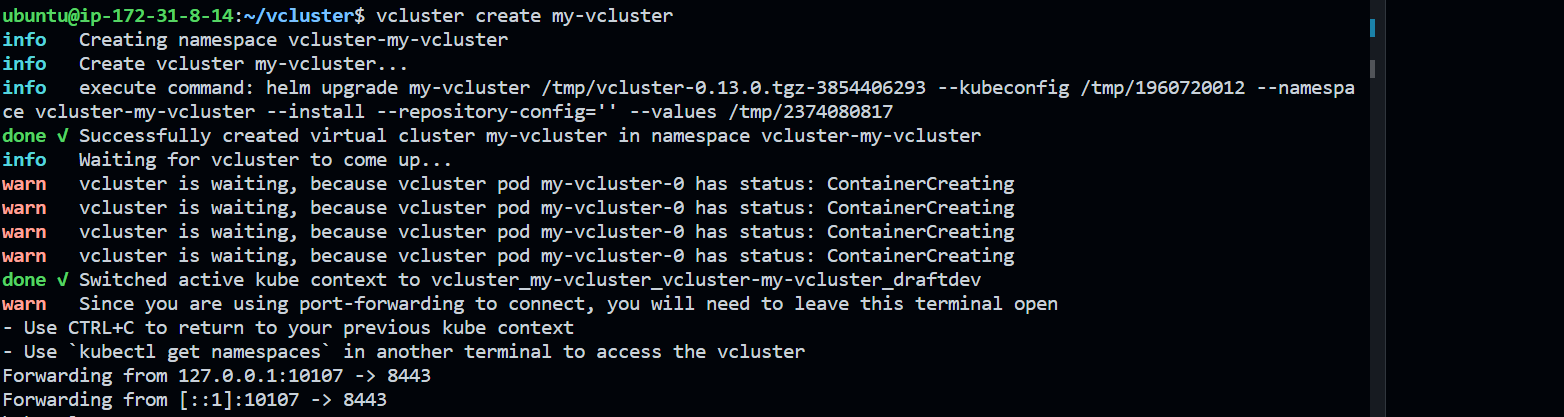 ubuntu@ip-172-31-8-14:~/vcluster$ vcluster create my-vcluster
info   Creating namespace vcluster-my-vcluster
info   Create vcluster my-vcluster...
info   execute command: helm upgrade my-vcluster /tmp/vcluster-0.13.0.tgz-3854406293 --kubeconfig /tmp/1960720012 --namespa
ce vcluster-my-vcluster --install --repository-config='' --values /tmp/2374080817
done √ Successfully created virtual cluster my-vcluster in namespace vcluster-my-vcluster
info   Waiting for vcluster to come up...
warn   vcluster is waiting, because vcluster pod my-vcluster-0 has status: ContainerCreating
warn   vcluster is waiting, because vcluster pod my-vcluster-0 has status: ContainerCreating
warn   vcluster is waiting, because vcluster pod my-vcluster-0 has status: ContainerCreating
warn   vcluster is waiting, because vcluster pod my-vcluster-0 has status: ContainerCreating
done √ Switched active kube context to vcluster_my-vcluster_vcluster-my-vcluster_draftdev
warn   Since you are using port-forwarding to connect, you will need to leave this terminal open
- Use CTRL+C to return to your previous kube context
- Use `kubectl get namespaces` in another terminal to access the vcluster
Forwarding from 127.0.0.1:10107 -> 8443
Forwarding from [::1]:10107 -> 8443